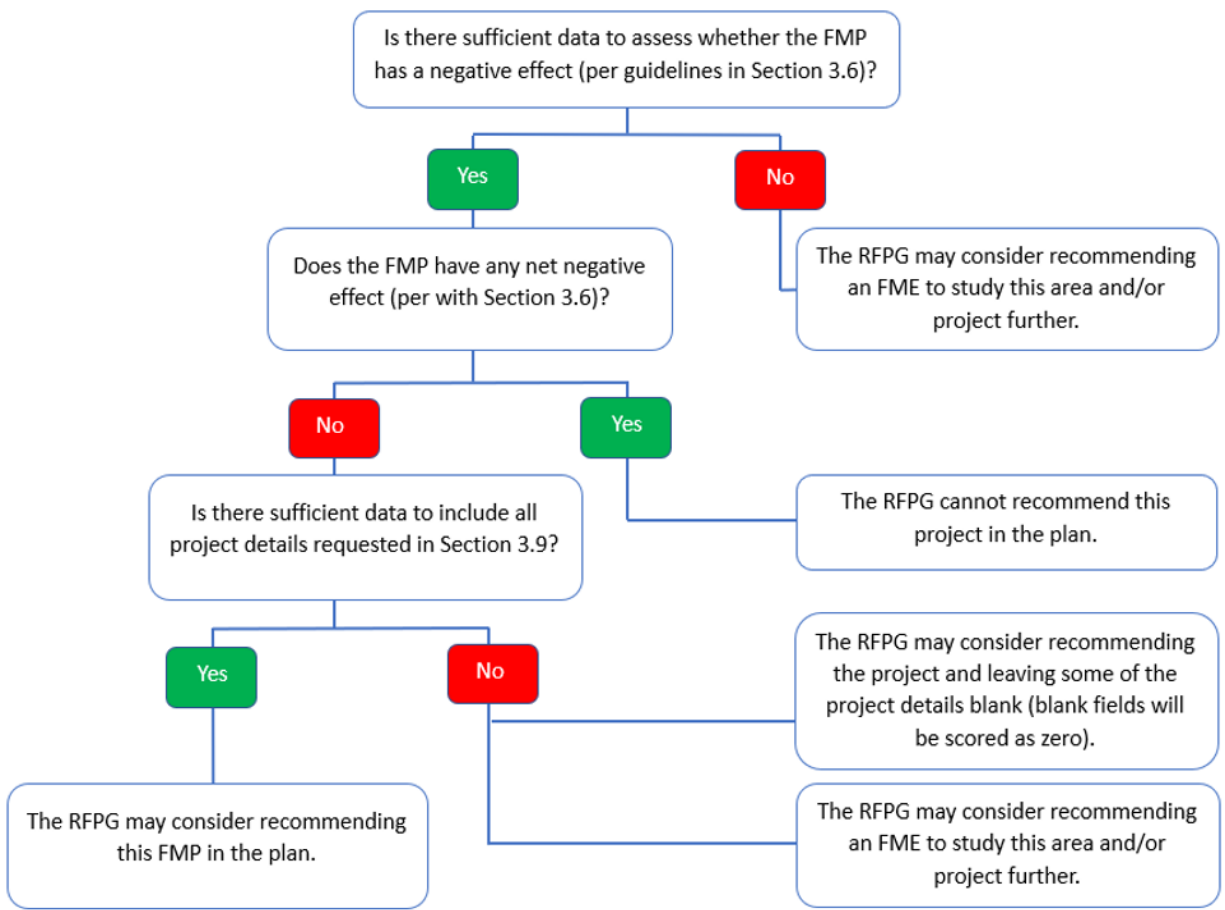 Is there sufficient data to assess whether the FMP
has a negative effect (per guidelines in Section 3.6)?
Yes
No
Does the FMP have any net negative
effect (per with Section 3.6)?
The RFPG may consider recommending
an FME to study this area and/or
project further.
No
Yes
Is there sufficient data to include all
project details requested in Section 3.9?
The RFPG cannot recommend this
project in the plan.
Yes
No
The RFPG may consider recommending
the project and leaving some of the
project details blank (blank fields will
be scored as zero).
The RFPG may consider recommending
this FMP in the plan.
The RFPG may consider recommending
an FME to study this area and/or
project further.